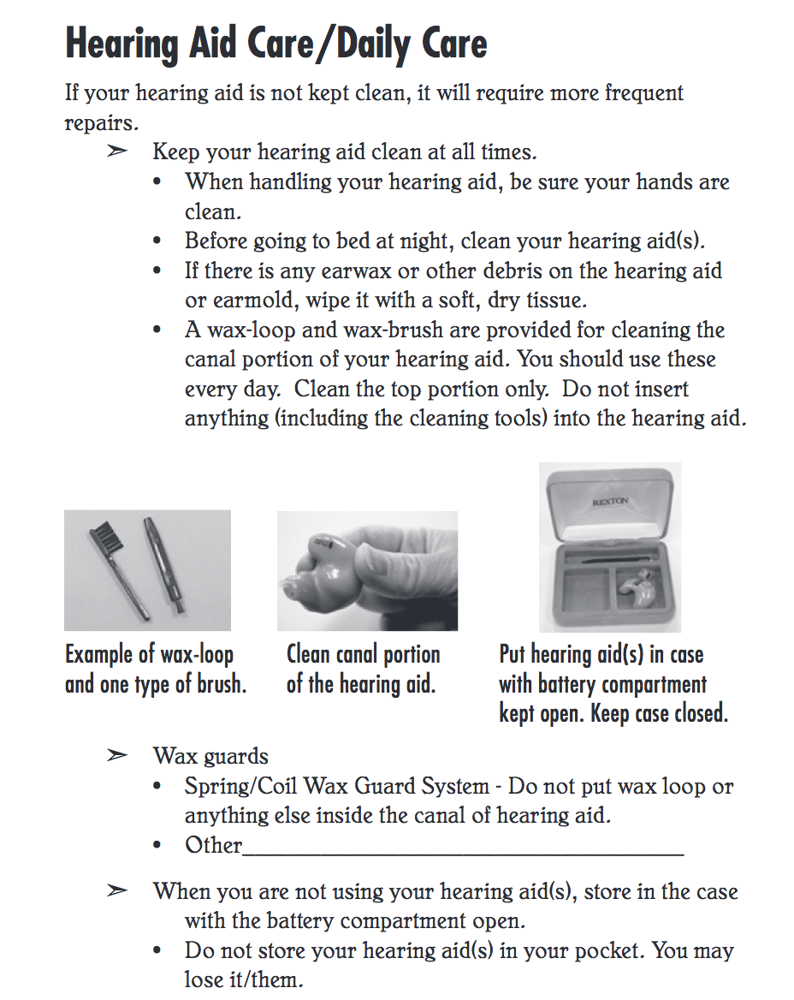 Hearing Aid Care/Daily Care
If your hearing aid is not kept clean, it will require more frequent
repairs.
➢ Keep your hearing aid clean at all times.
• When handling your hearing aid, be sure your hands are
clean.
• Before going to bed at night, clean your hearing aid(s).
• If there is any earwax or other debris on the hearing aid
or earmold, wipe it with a soft, dry tissue.
• A wax-loop and wax-brush are provided for cleaning the
canal portion of your hearing aid. You should use these
every day.  Clean the top portion only.  Do not insert
anything (including the cleaning tools) into the hearing aid.
REXTON
Example of wax-loop
and one type of brush.
Clean canal portion
of the hearing aid.
Put hearing aid(s) in case
with battery compartment
kept open. Keep case closed.
➢ Wax guards
• Spring/Coil Wax Guard System - Do not put wax loop or
anything else inside the canal of hearing aid.
• Other____________________________________
➢ When you are not using your hearing aid(s), store in the case
with the battery compartment open.
• Do not store your hearing aid(s) in your pocket. You may
lose it/them.